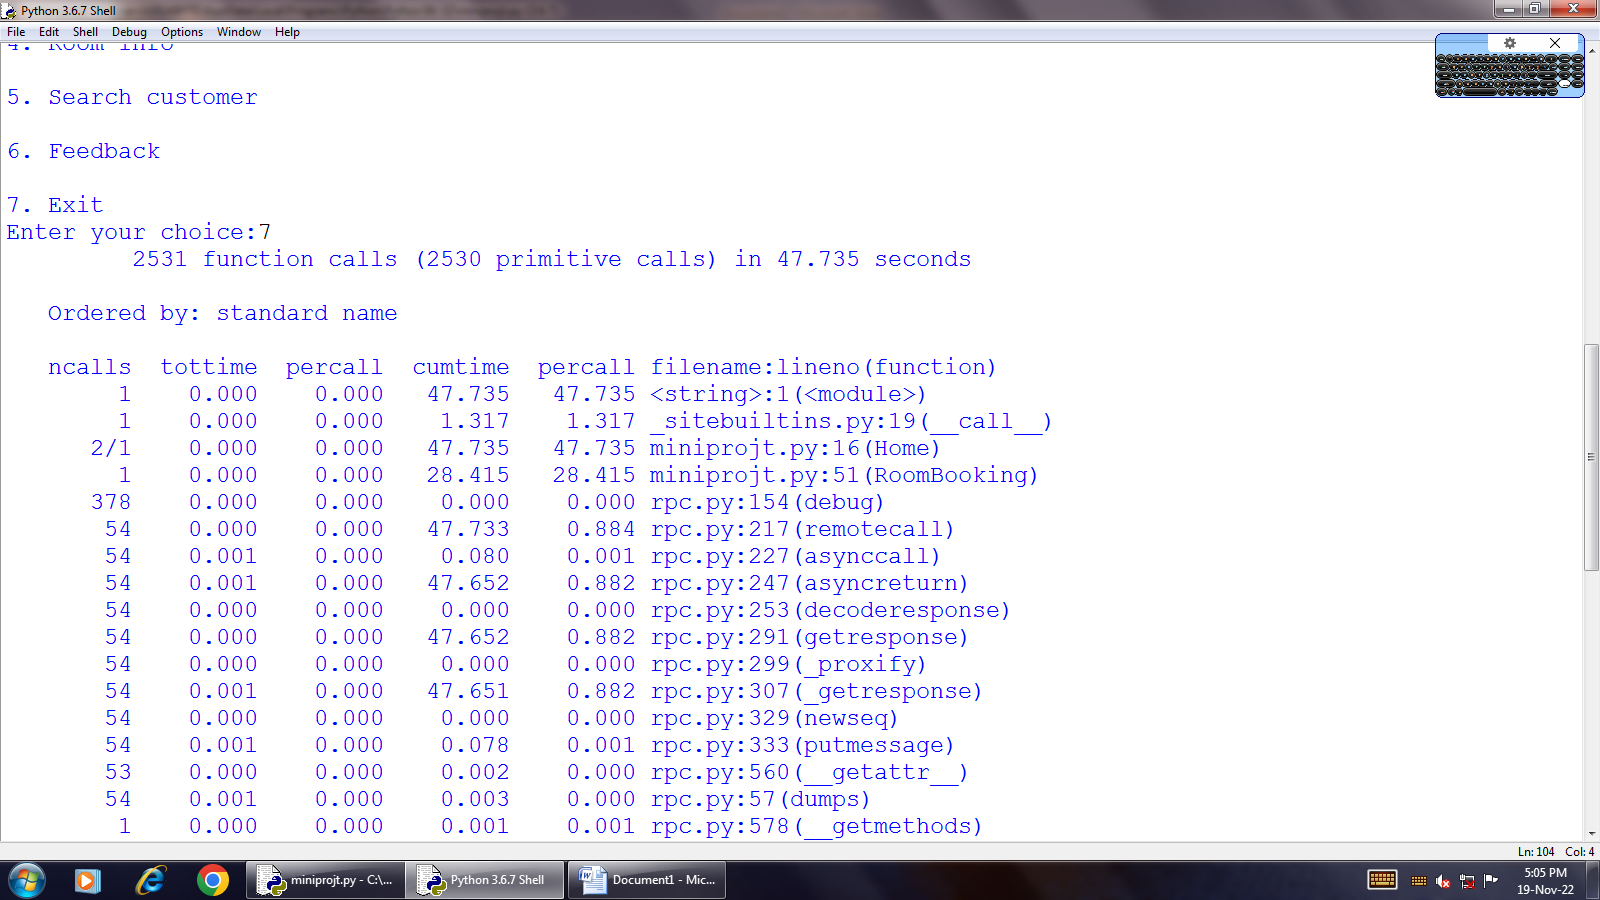 Python 3.6.7 Shell
File Edit Shell Debug Options Window Help
4. Room info
5. Search customer
6. Feedback
7. Exit
Enter your choice:7
2531 function calls (2530 primitive calls) in 47.735 seconds
Ordered by: standard name
ncalls tottime percall cumtime percall filename:lineno(function)
1 0.000 0.000 47.735 47.735 <string>:1(<module>)
1 0.000 0.000 1.317 1.317 _sitebuiltins.py:19(__call__)
2/1 0.000 0.000 47.735 47.735 miniprojt.py:16(Home)
1 0.000 0.000 28.415 28.415 miniprojt.py:51(RoomBooking)
378 0.000 0.000 0.000 0.000 rpc.py:154(debug)
54 0.000 0.000 47.733 0.884 rpc.py:217(remotecall)
54 0.001 0.000 0.080 0.001 rpc.py:227(asynccall)
54 0.001 0.000 47.652 0.882 rpc.py:247(asyncreturn)
54 0.000 0.000 0.000 0.000 rpc.py:253(decoderesponse)
54 0.000 0.000 47.652 0.882 rpc.py:291(getresponse)
54 0.000 0.000 0.000 0.000 rpc.py:299(_proxify)
54 0.001 0.000 47.651 0.882 rpc.py:307(_getresponse)
54 0.000 0.000 0.000 0.000 rpc.py:329(newseq)
54 0.001 0.000 0.078 0.001 rpc.py:333(putmessage)
53 0.000 0.000 0.002 0.000 rpc.py:560(__getattr__)
54 0.001 0.000 0.003 0.000 rpc.py:57(dumps)
1 0.000 0.000 0.001 0.001 rpc.py:578(__getmethods)
Ln: 104 Col: 4
miniprojt.py - C:\... Python 3.6.7 Shell Document1 - Mic... 5:05 PM
19-Nov-22